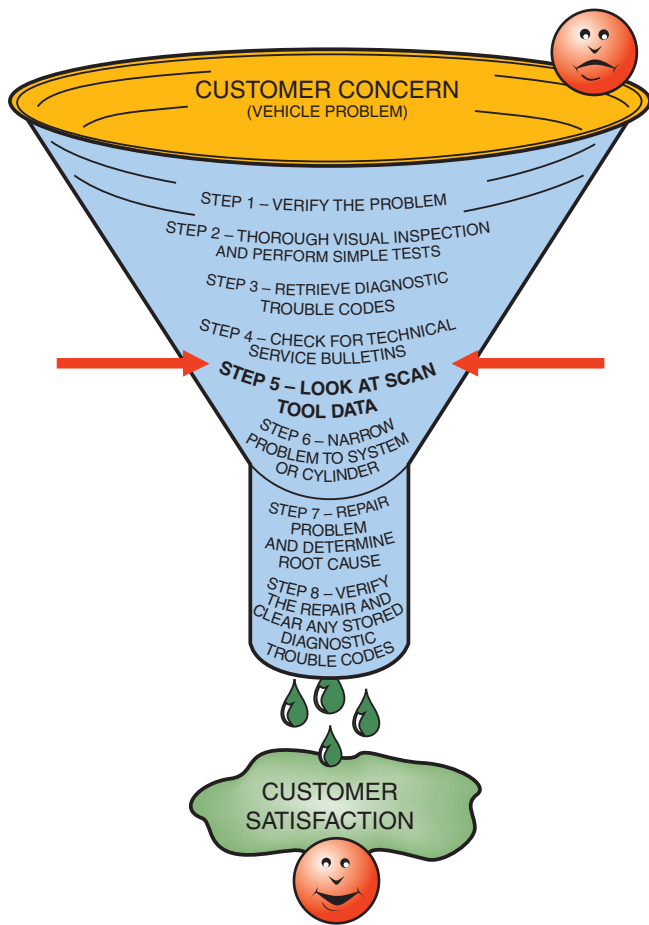 CUSTOMER CONCERN
(VEHICLE PROBLEM)
STEP 1 – VERIFY THE PROBLEM
STEP 2 – THOROUGH VISUAL INSPECTION
AND PERFORM SIMPLE TESTS
STEP 3 – RETRIEVE DIAGNOSTIC
TROUBLE CODES
STEP 4 – CHECK FOR TECHNICAL
SERVICE BULLETINS
STEP 5 – LOOK AT SCAN
TOOL DATA
STEP 6 – NARROW
PROBLEM TO SYSTEM
OR CYLINDER
STEP 7 – REPAIR
PROBLEM
AND DETERMINE
ROOT CAUSE
STEP 8 – VERIFY
THE REPAIR AND
CLEAR ANY STORED
DIAGNOSTIC
TROUBLE CODES
CUSTOMER
SATISFACTION